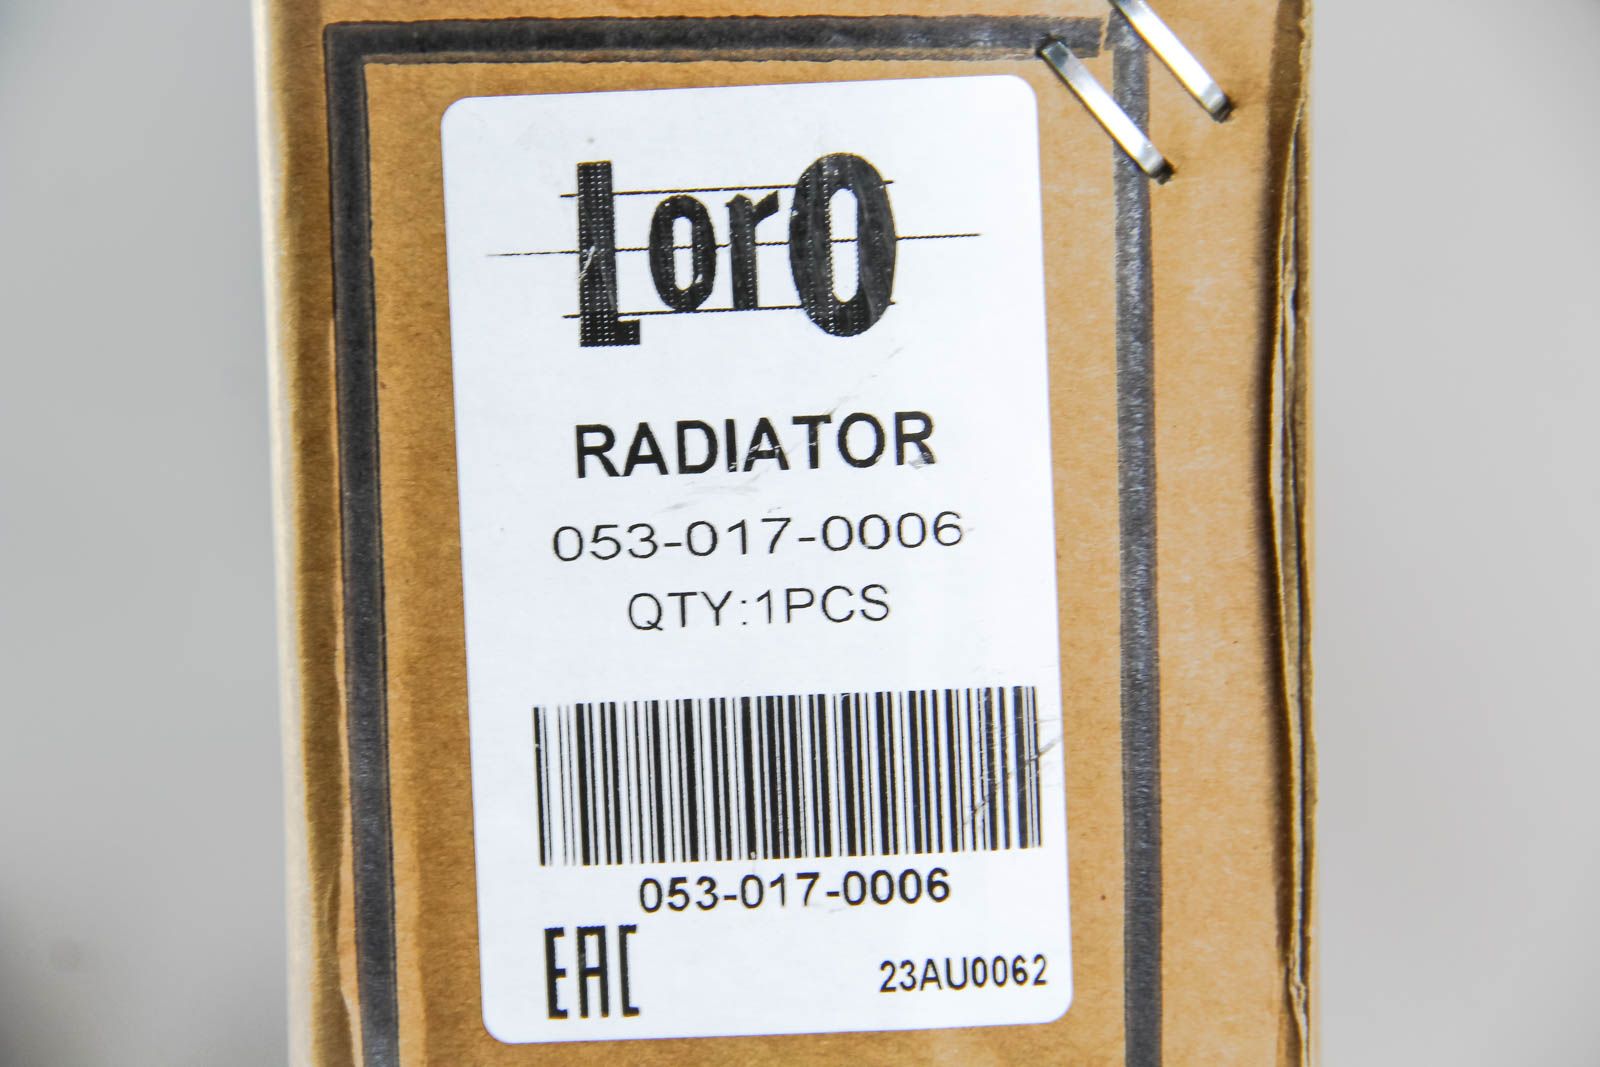 LorO
RADIATOR
053-017-0006
QTY:1PCS
053-017-0006
EAC
23AU0062